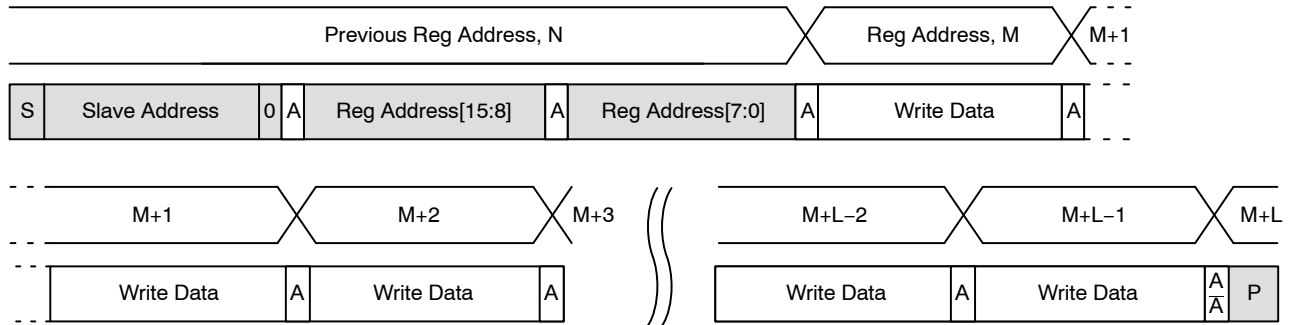 Previous Reg Address, N Reg Address, M M+1
S Slave Address 0 A Reg Address[15:8] A Reg Address[7:0] A Write Data A
M+1 M+2 M+3 M+L−2 M+L−1 M+L
Write Data A Write Data A Write Data A Write Data A P
A̅